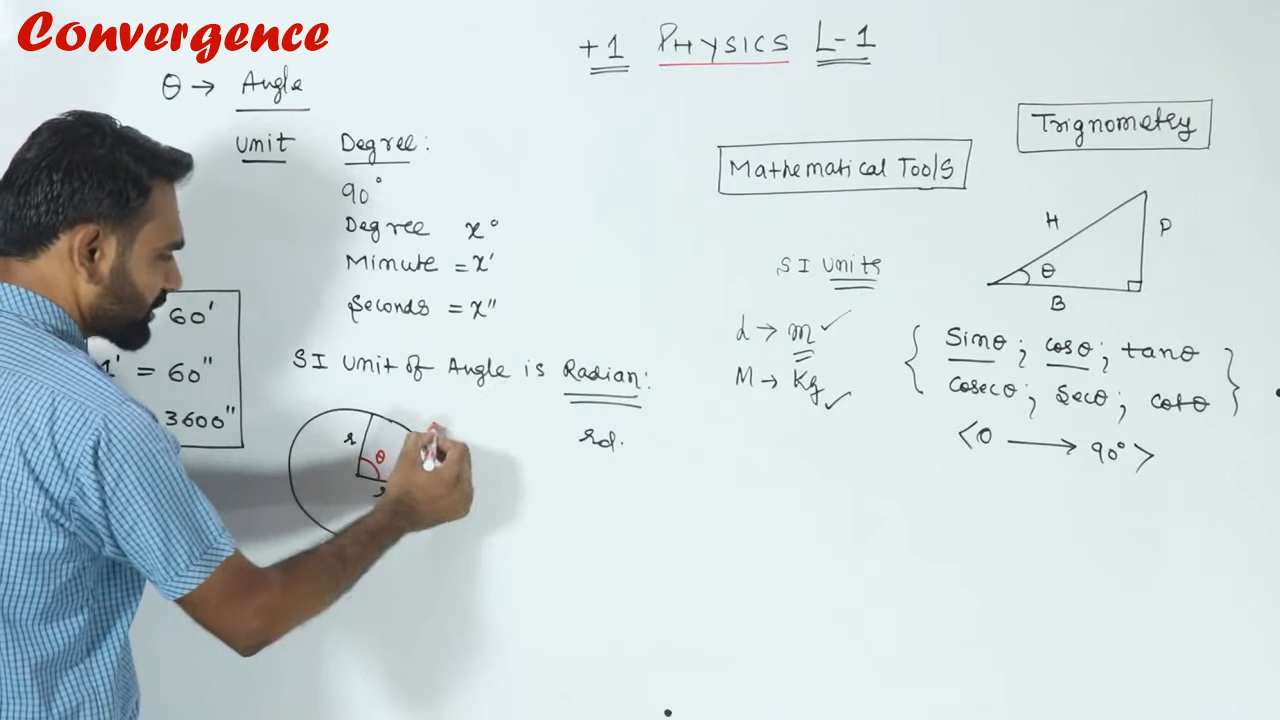 Convergence
+1 PHYSICS L-1
θ → Angle
unit Degree:
90°
Degree x°
Minute = x'
Seconds = x"
60'
1' = 60"
3600"
SI Unit of Angle is Radian:
rd.
r
θ
Mathematical Tools
SI units
L → m ✓
M → Kg ✓
Trignometry
H
P
θ
B
{ Sinθ ; cosθ ; tanθ
cosecθ ; Secθ ; cotθ }
<0 → 90°>